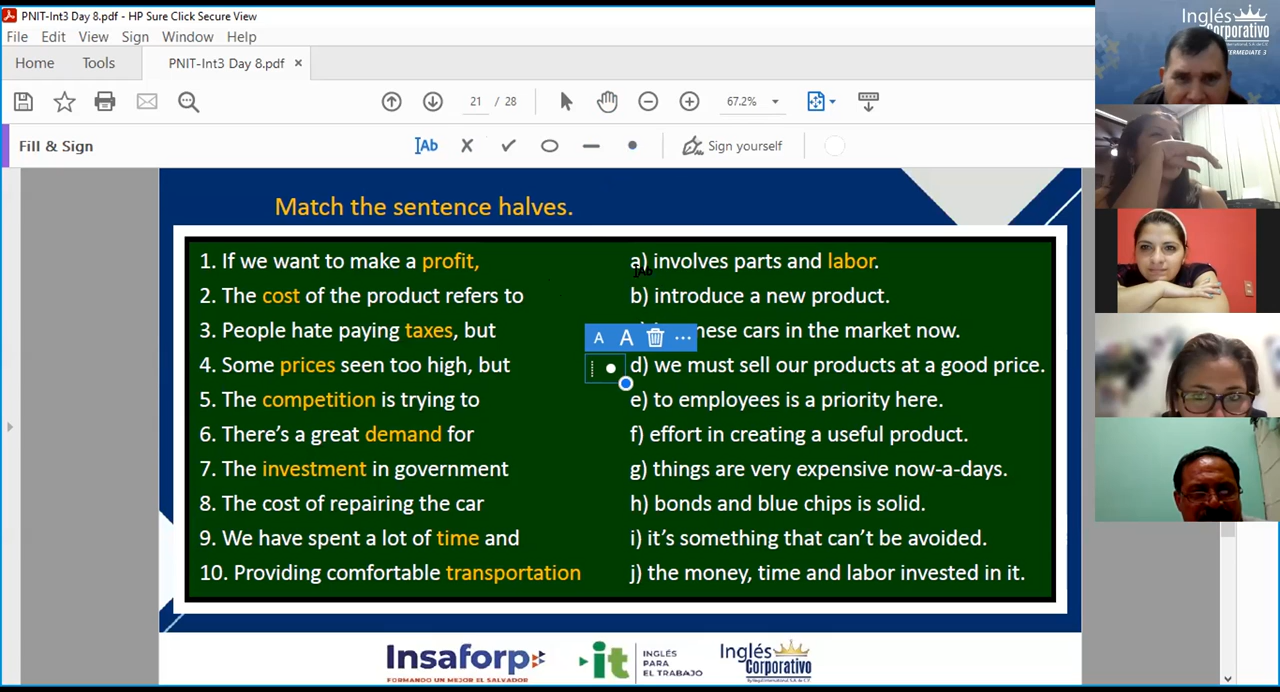 PNIT-Int3 Day 8.pdf - HP Sure Click Secure View
File Edit View Sign Window Help
Home Tools PNIT-Int3 Day 8.pdf ×
21 / 28 67.2%
Fill & Sign Ab Sign yourself
Match the sentence halves.
1. If we want to make a profit,
2. The cost of the product refers to
3. People hate paying taxes, but
4. Some prices seen too high, but
5. The competition is trying to
6. There's a great demand for
7. The investment in government
8. The cost of repairing the car
9. We have spent a lot of time and
10. Providing comfortable transportation
a) involves parts and labor.
b) introduce a new product.
nese cars in the market now.
d) we must sell our products at a good price.
e) to employees is a priority here.
f) effort in creating a useful product.
g) things are very expensive now-a-days.
h) bonds and blue chips is solid.
i) it's something that can't be avoided.
j) the money, time and labor invested in it.
A A
Insaforp
FORMANDO UN MEJOR EL SALVADOR
it
INGLÉS
PARA
EL TRABAJO
Inglés
Corporativo
Inglés
Corporativo
INTERMEDIATE 3